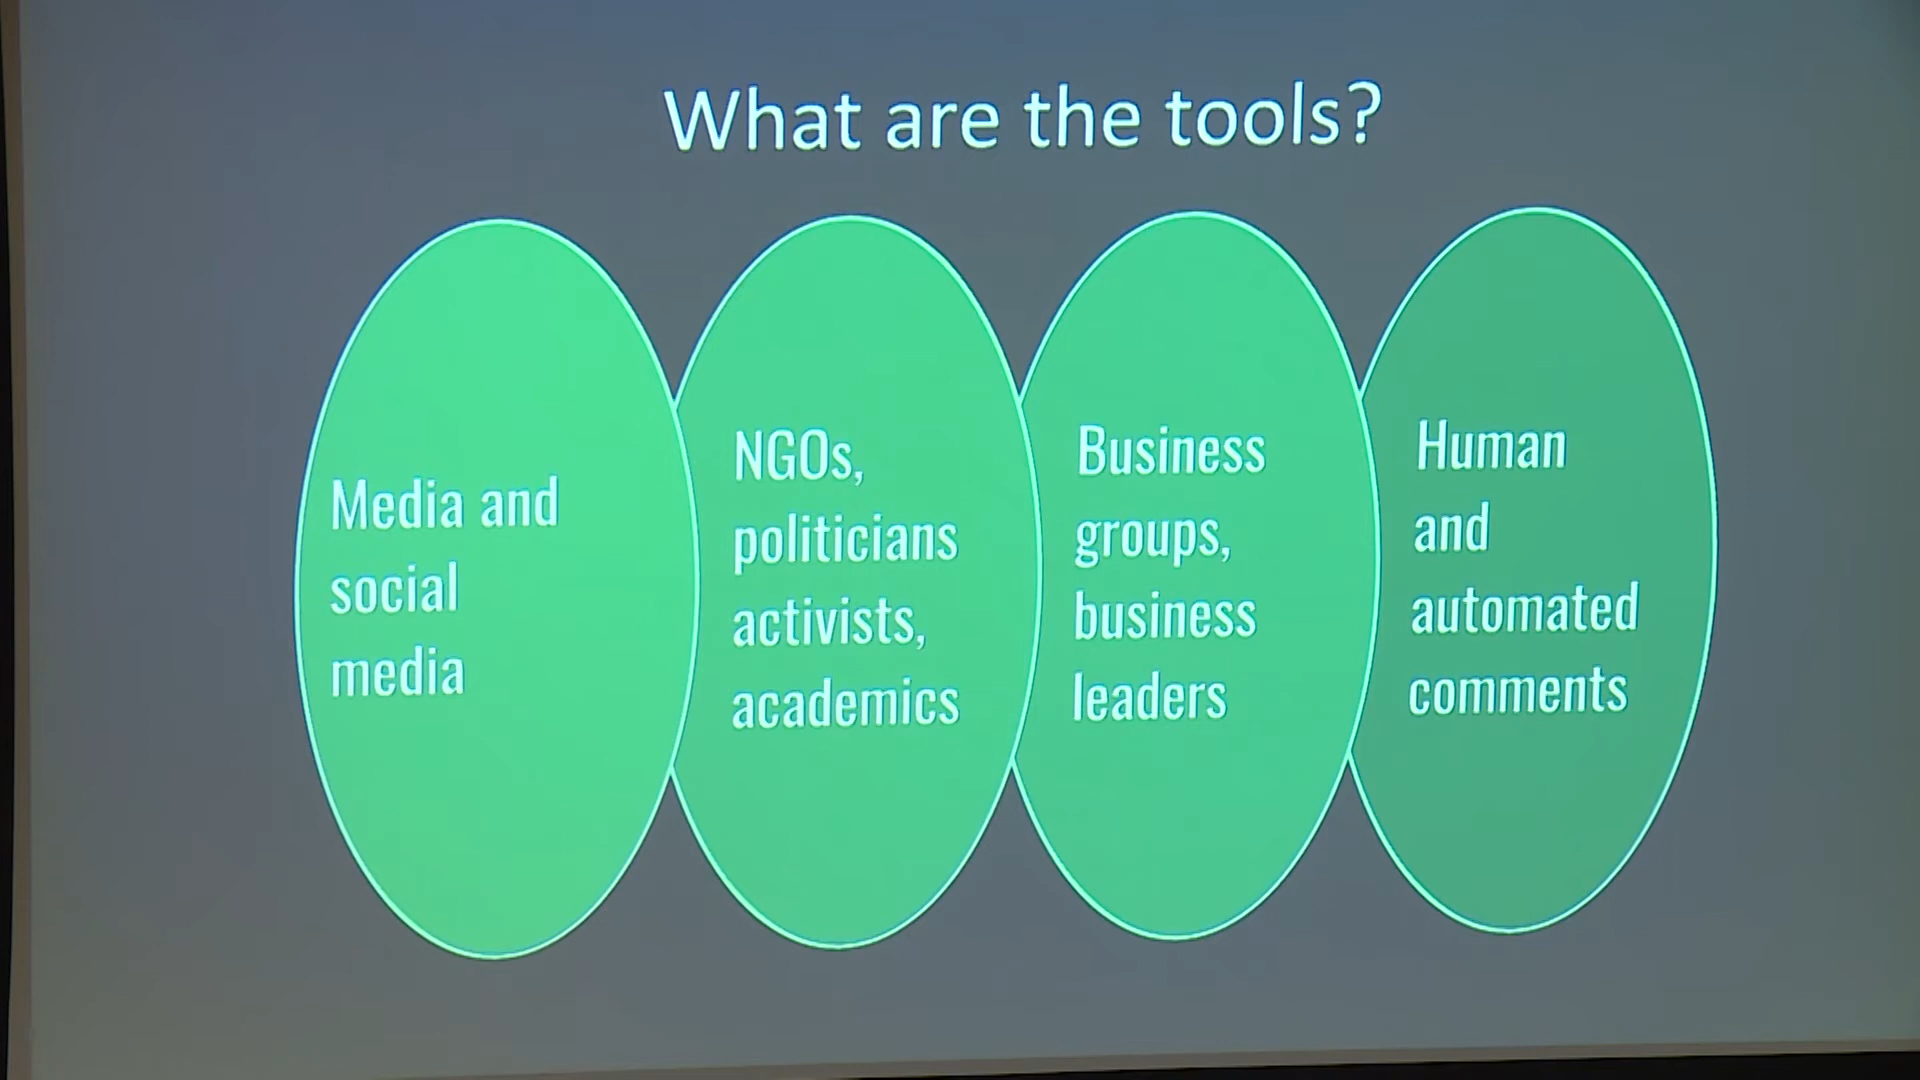 What are the tools?
Media and
social
media
NGOs,
politicians
activists,
academics
Business
groups,
business
leaders
Human
and
automated
comments